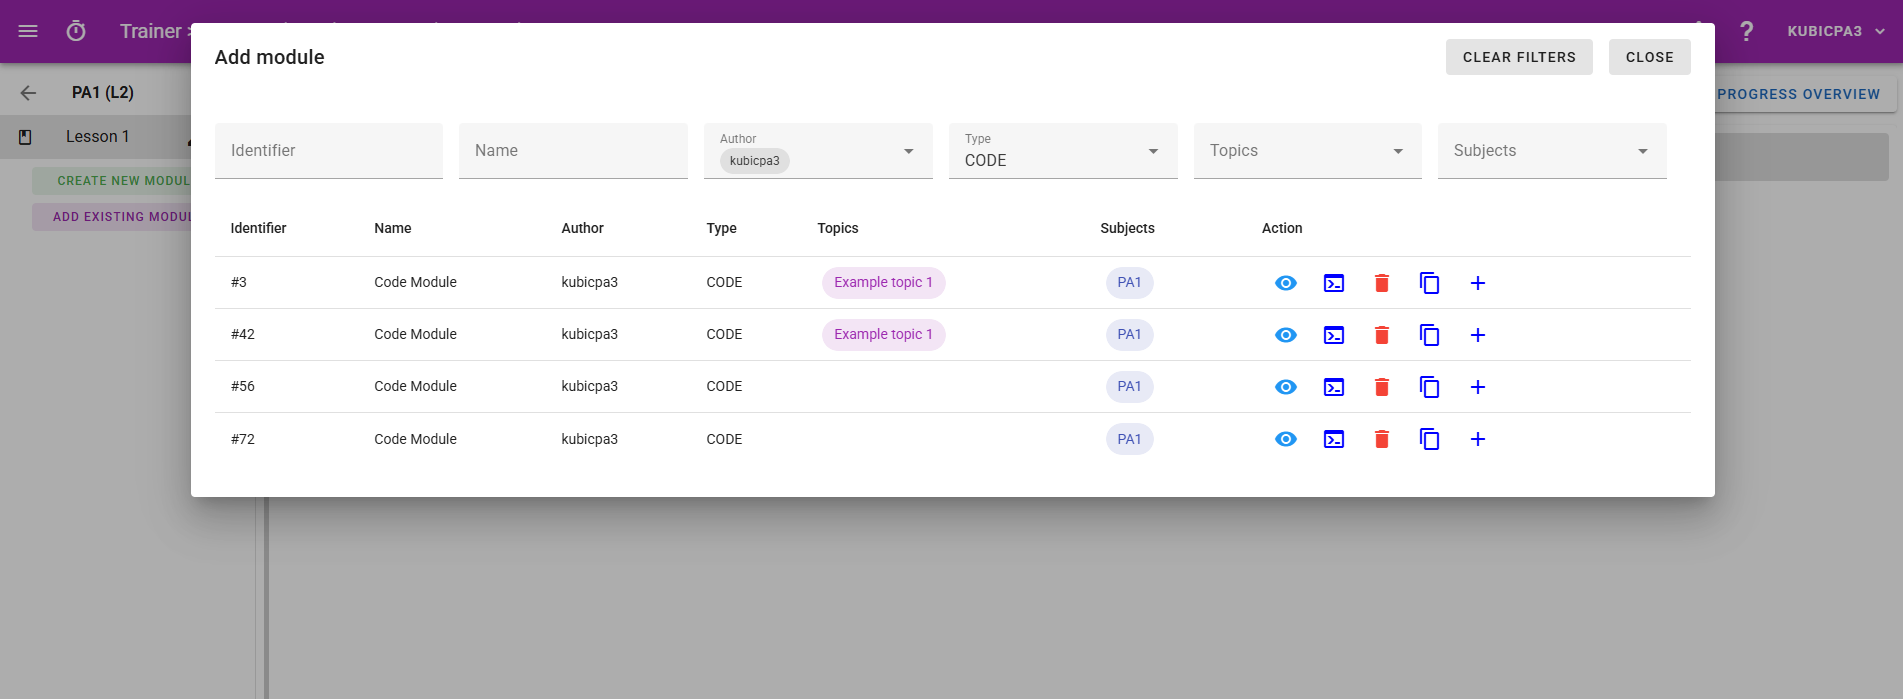 Trainer
KUBICPA3
Add module
CLEAR FILTERS
CLOSE
PA1 (L2)
PROGRESS OVERVIEW
Lesson 1
CREATE NEW MODUL
ADD EXISTING MODUL
Identifier
Name
Author
kubicpa3
Type
CODE
Topics
Subjects
Identifier Name Author Type Topics Subjects Action
#3 Code Module kubicpa3 CODE Example topic 1 PA1
#42 Code Module kubicpa3 CODE Example topic 1 PA1
#56 Code Module kubicpa3 CODE PA1
#72 Code Module kubicpa3 CODE PA1